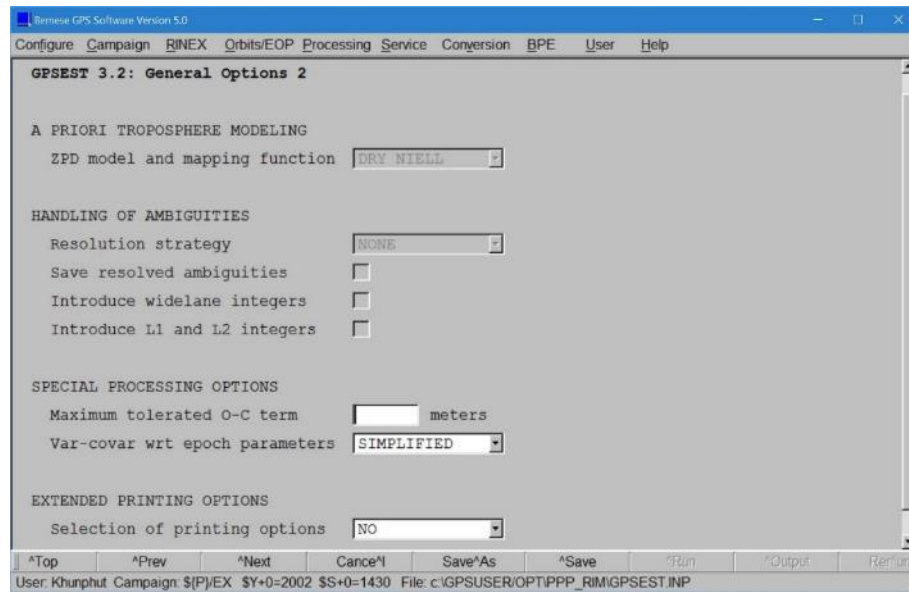 Bernese GPS Software Version 5.0
Configure Campaign RINEX Orbits/EOP Processing Service Conversion BPE User Help
GPSEST 3.2: General Options 2
A PRIORI TROPOSPHERE MODELING
ZPD model and mapping function DRY NIELL
HANDLING OF AMBIGUITIES
Resolution strategy NONE
Save resolved ambiguities
Introduce widelane integers
Introduce L1 and L2 integers
SPECIAL PROCESSING OPTIONS
Maximum tolerated O-C term meters
Var-covar wrt epoch parameters SIMPLIFIED
EXTENDED PRINTING OPTIONS
Selection of printing options NO
^Top ^Prev ^Next Cance^l Save^As ^Save ^Run ^Output
User: Khunphut Campaign: ${P}/EX $Y+0=2002 $S+0=1430 File: c:\GPSUSER/OPT\PPP_RIM\GPSEST.INP